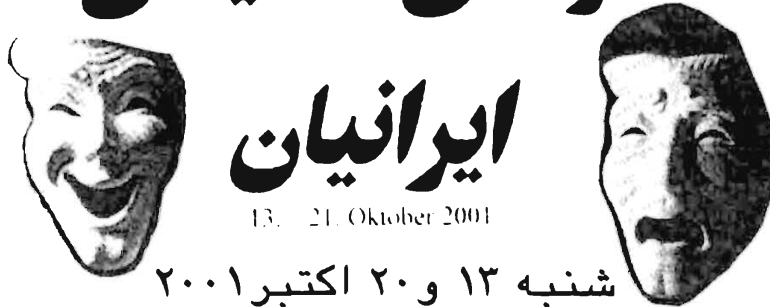 ایرانیان
13. 21. Oktober 2001
شنبه ۱۳ و ۲۰ اکتبر ۲۰۰۱